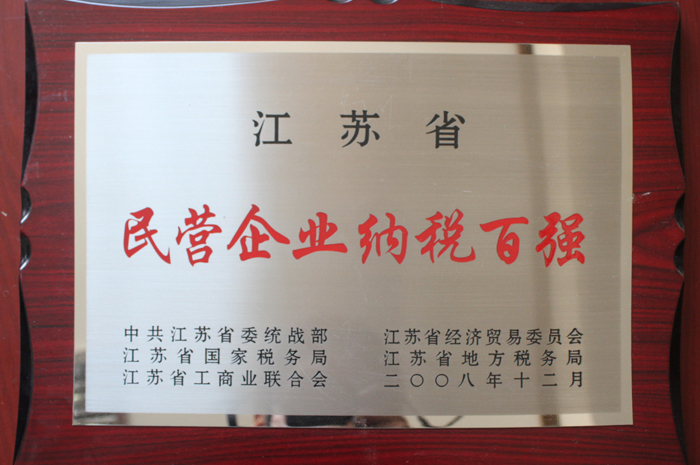 江苏省
民营企业纳税百强
中共江苏省委统战部
江苏省国家税务局
江苏省工商业联合会
江苏省经济贸易委员会
江苏省地方税务局
二〇〇八年十二月